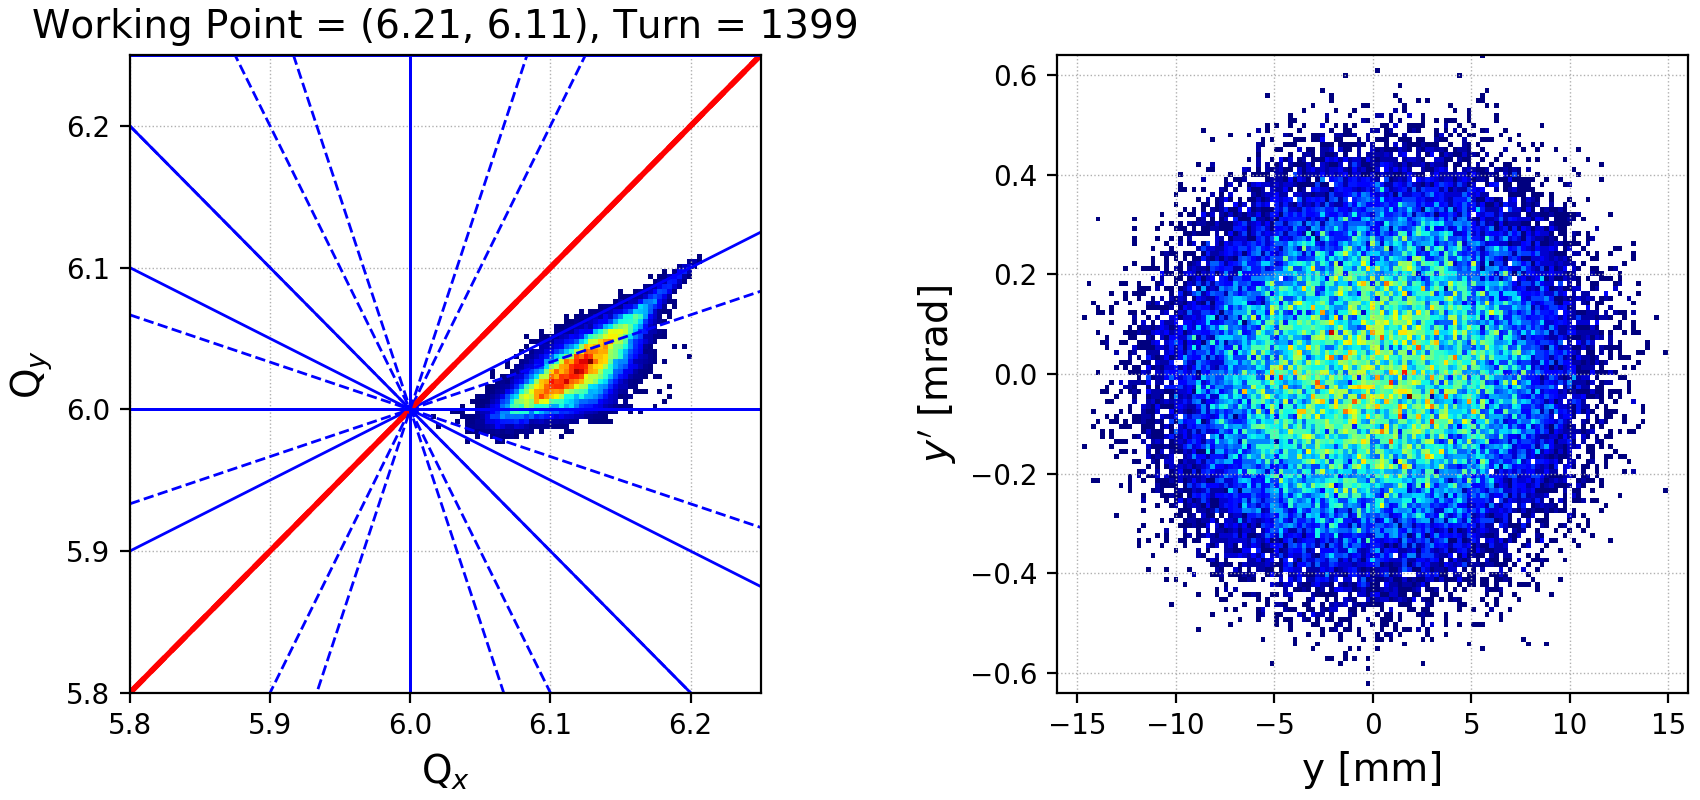 Working Point = (6.21, 6.11), Turn = 1399
6.2
6.1
6.0
5.9
5.8
Q_y
5.8 5.9 6.0 6.1 6.2
Q_x
0.6
0.4
0.2
0.0
−0.2
−0.4
−0.6
y′ [mrad]
−15 −10 −5 0 5 10 15
y [mm]